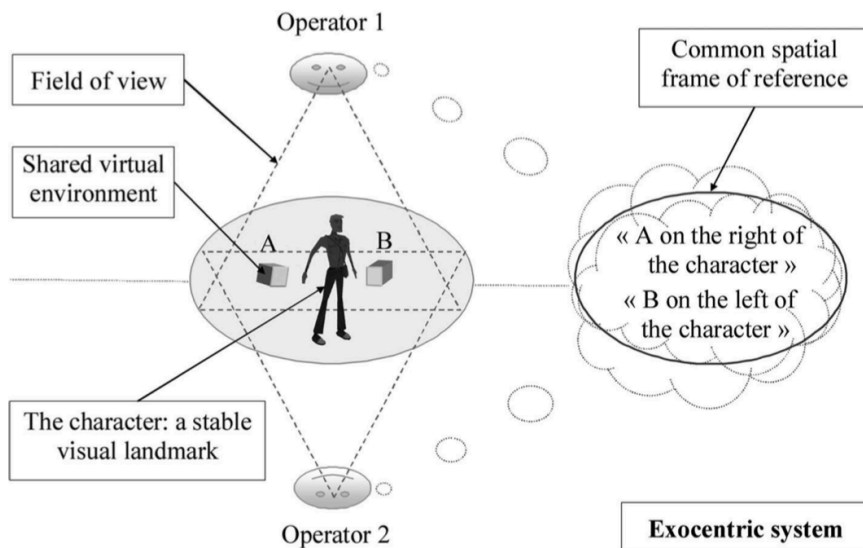 Operator 1
Field of view
Common spatial
frame of reference
Shared virtual
environment
A
B
« A on the right of
the character »
« B on the left of
the character »
The character: a stable
visual landmark
Operator 2
Exocentric system